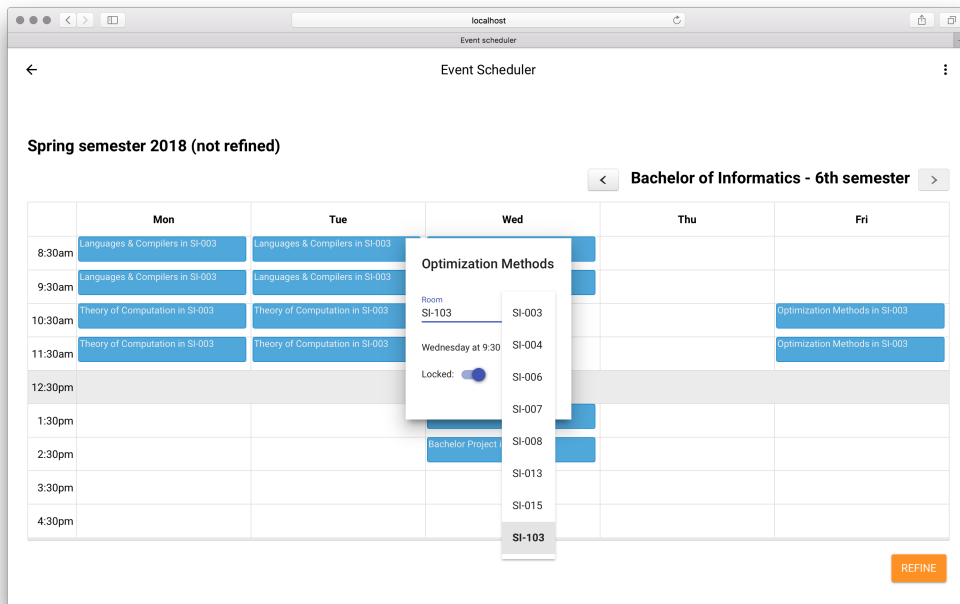 localhost
Event scheduler
Event Scheduler
Spring semester 2018 (not refined)
Bachelor of Informatics - 6th semester
Mon Tue Wed Thu Fri
8:30am Languages & Compilers in SI-003 Languages & Compilers in SI-003
9:30am Languages & Compilers in SI-003 Languages & Compilers in SI-003
10:30am Theory of Computation in SI-003 Theory of Computation in SI-003 Optimization Methods in SI-003
11:30am Theory of Computation in SI-003 Theory of Computation in SI-003 Optimization Methods in SI-003
12:30pm
1:30pm
2:30pm Bachelor Project
3:30pm
4:30pm
Optimization Methods
Room
SI-103
Wednesday at 9:30
Locked:
SI-003
SI-004
SI-006
SI-007
SI-008
SI-013
SI-015
SI-103
REFINE